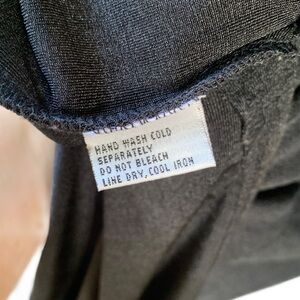 HAND WASH COLD
SEPARATELY
DO NOT BLEACH
LINE DRY, COOL IRON